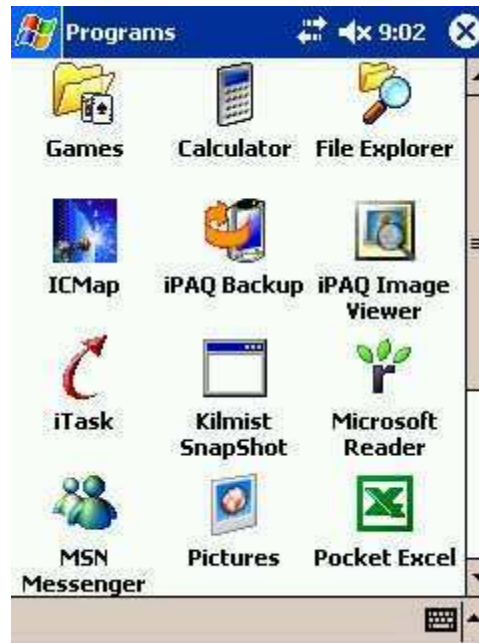 Programs 9:02
Games Calculator File Explorer
ICMap iPAQ Backup iPAQ Image
Viewer
iTask Kilmist Microsoft
SnapShot Reader
MSN Pictures Pocket Excel
Messenger